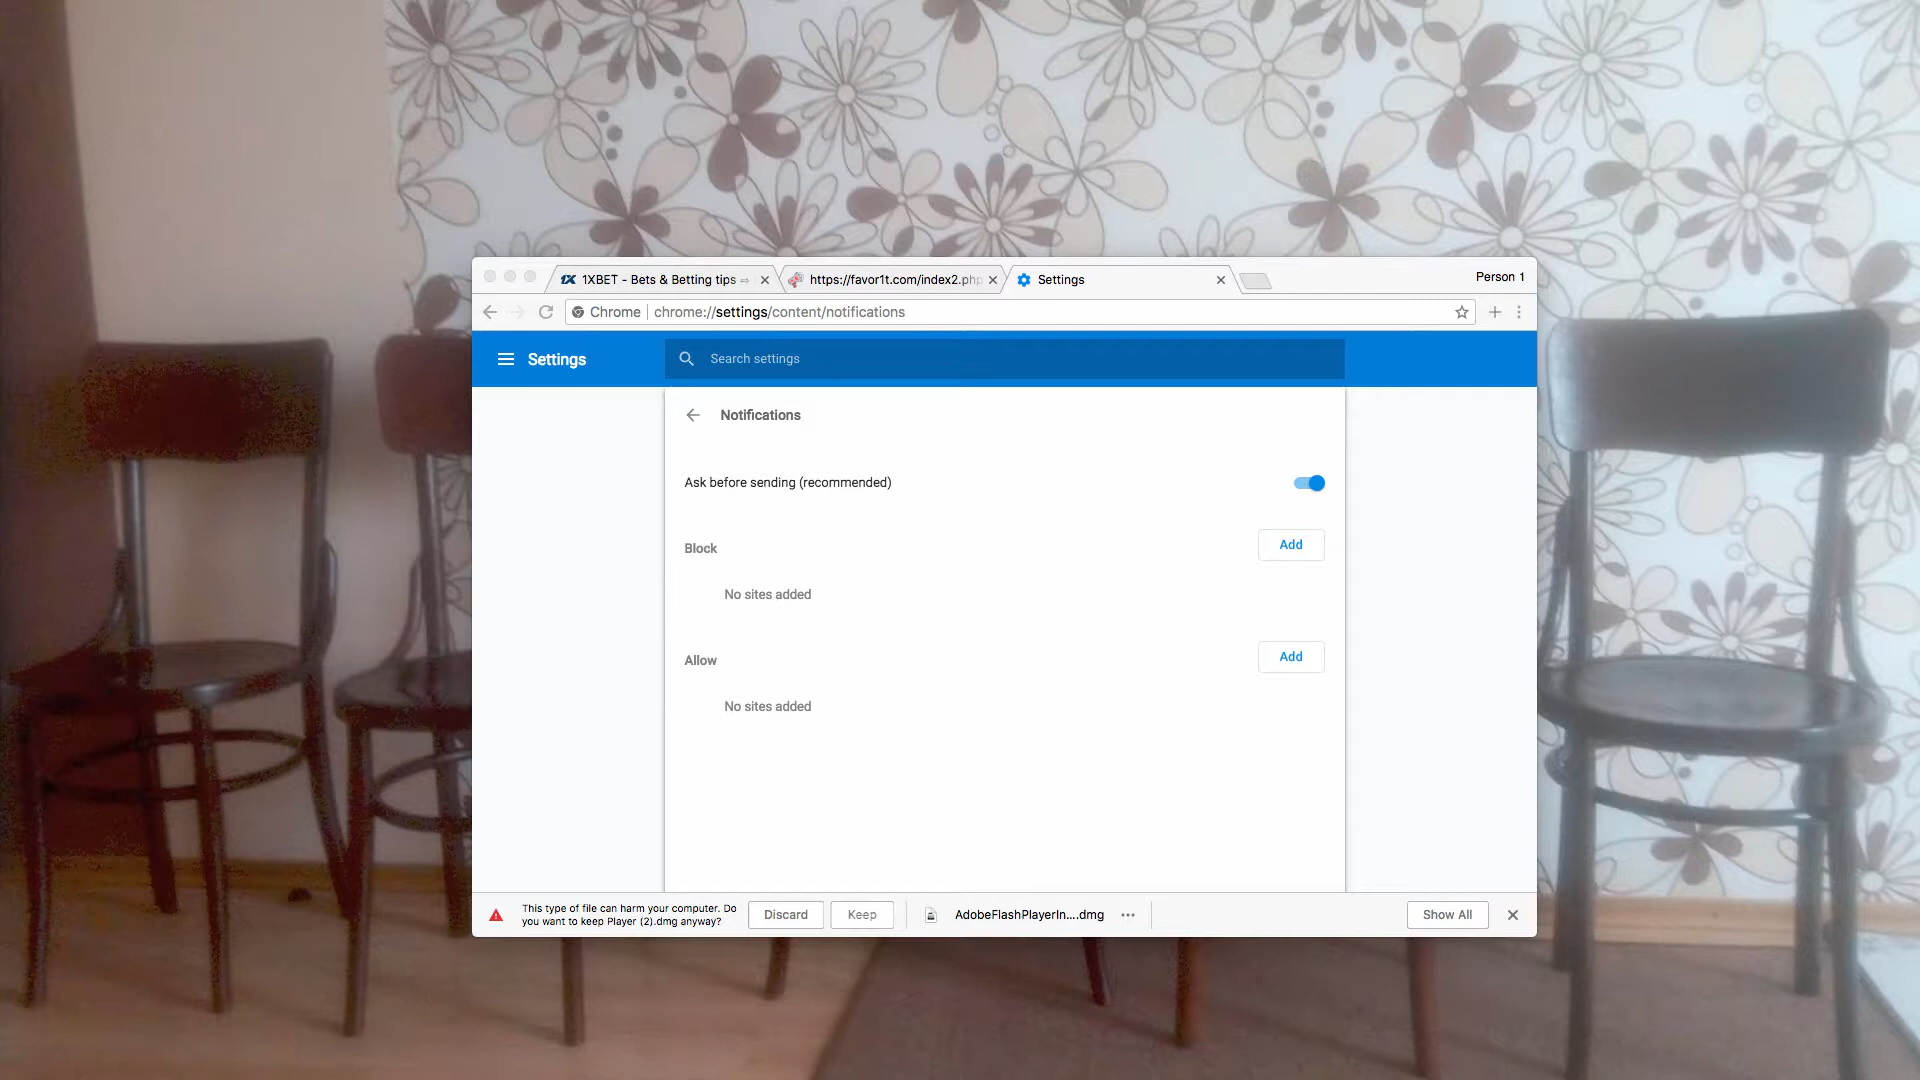 1XBET - Bets & Betting tips
https://favor1t.com/index2.php
Settings
Person 1
Chrome
chrome://settings/content/notifications
Settings
Search settings
Notifications
Ask before sending (recommended)
Block
Add
No sites added
Allow
Add
No sites added
This type of file can harm your computer. Do
you want to keep Player (2).dmg anyway?
Discard
Keep
AdobeFlashPlayerIn....dmg
Show All